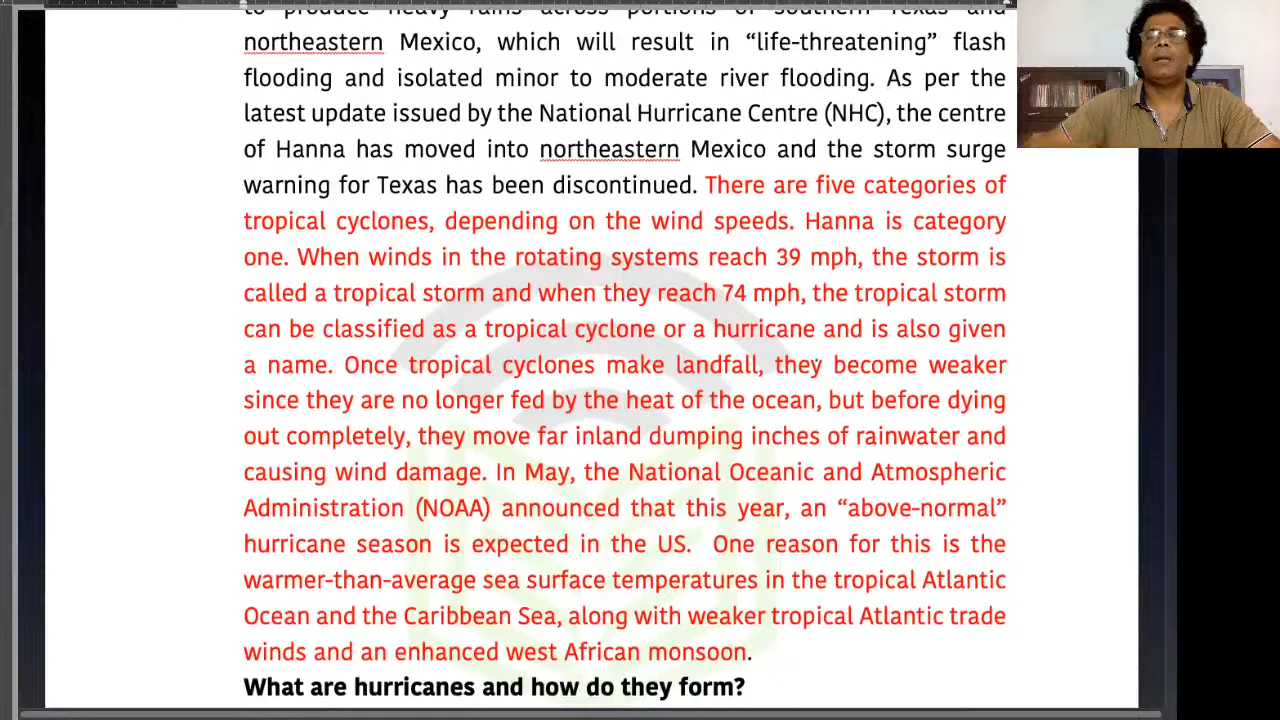 to produce heavy rains across portions of southern Texas and
northeastern Mexico, which will result in “life-threatening” flash
flooding and isolated minor to moderate river flooding. As per the
latest update issued by the National Hurricane Centre (NHC), the centre
of Hanna has moved into northeastern Mexico and the storm surge
warning for Texas has been discontinued. There are five categories of
tropical cyclones, depending on the wind speeds. Hanna is category
one. When winds in the rotating systems reach 39 mph, the storm is
called a tropical storm and when they reach 74 mph, the tropical storm
can be classified as a tropical cyclone or a hurricane and is also given
a name. Once tropical cyclones make landfall, they become weaker
since they are no longer fed by the heat of the ocean, but before dying
out completely, they move far inland dumping inches of rainwater and
causing wind damage. In May, the National Oceanic and Atmospheric
Administration (NOAA) announced that this year, an “above-normal”
hurricane season is expected in the US.  One reason for this is the
warmer-than-average sea surface temperatures in the tropical Atlantic
Ocean and the Caribbean Sea, along with weaker tropical Atlantic trade
winds and an enhanced west African monsoon.
What are hurricanes and how do they form?